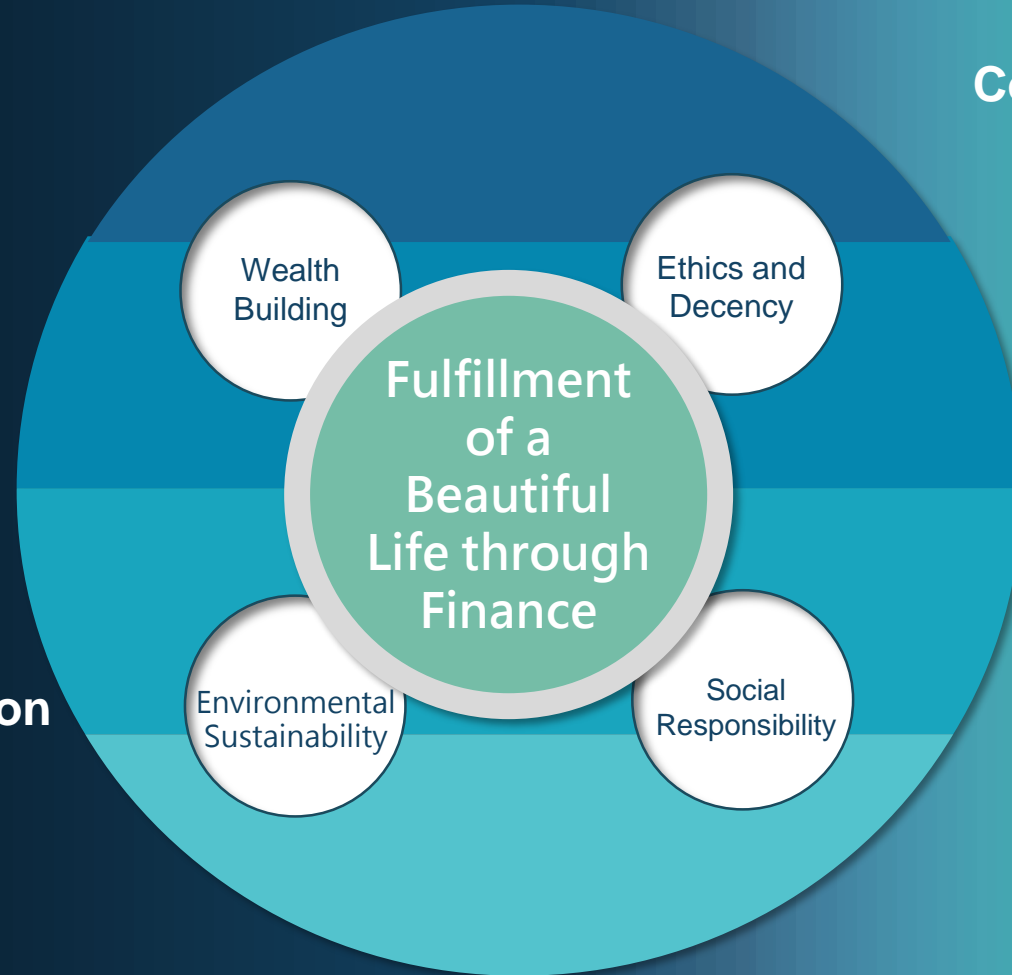 Wealth
Building
Ethics and
Decency
Fulfillment
of a
Beautiful
Life through
Finance
Environmental
Sustainability
Social
Responsibility